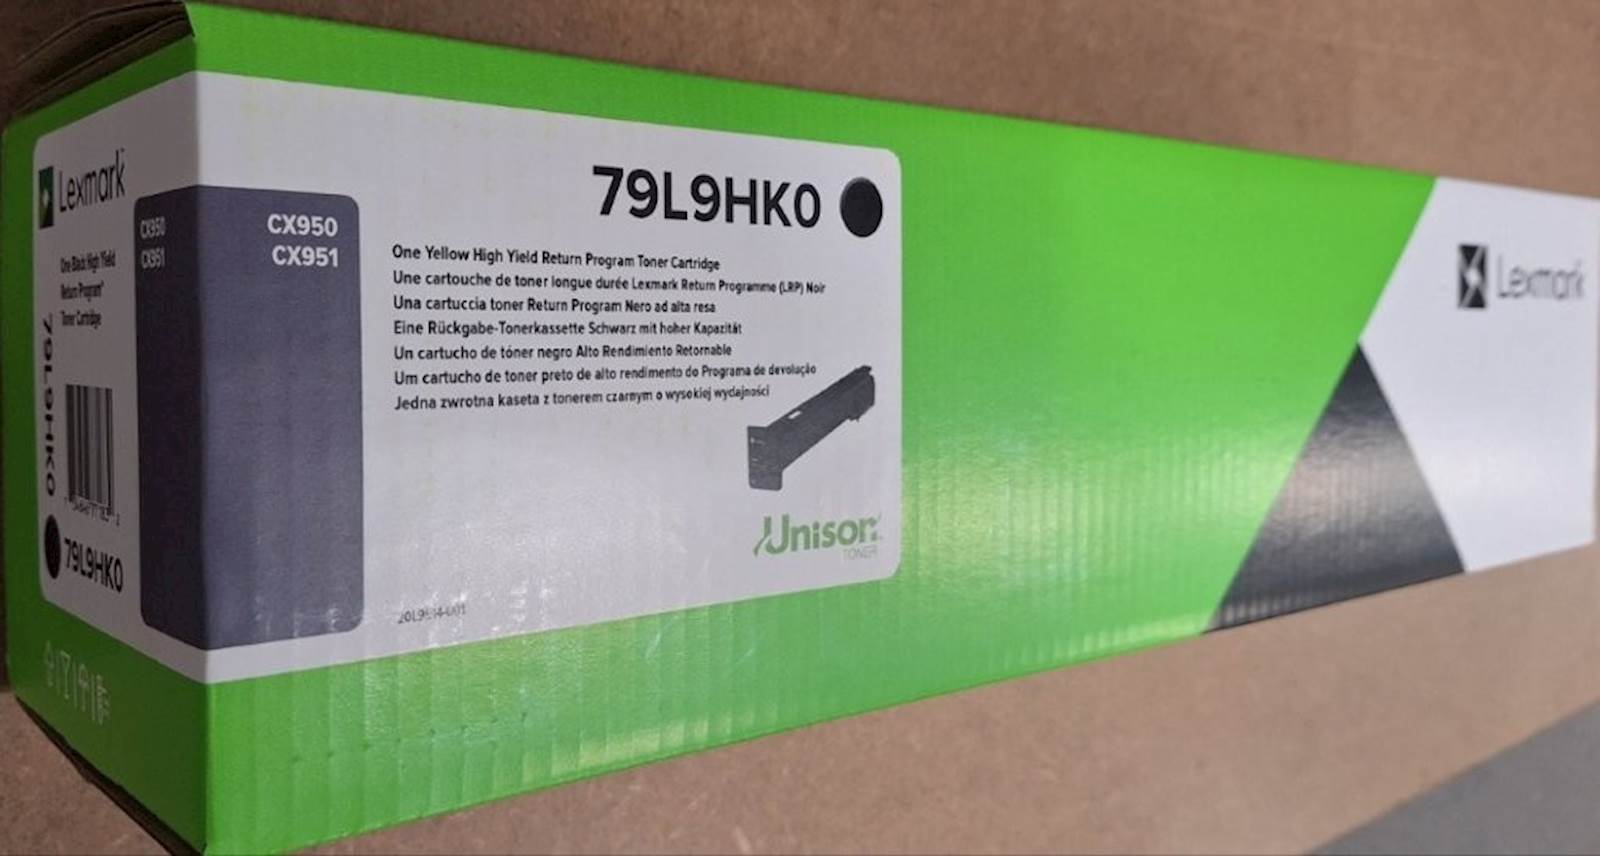 Lexmark
CX950
CX951
One Black High Yield
Return Program*
Toner Cartridge
79L9HK0
79L9HK0
CX950
CX951
79L9HK0
One Yellow High Yield Return Program Toner Cartridge
Une cartouche de toner longue durée Lexmark Return Programme (LRP) Noir
Una cartuccia toner Return Program Nero ad alta resa
Eine Rückgabe-Tonerkassette Schwarz mit hoher Kapazität
Un cartucho de tóner negro Alto Rendimiento Retornable
Um cartucho de toner preto de alto rendimento do Programa de devolução
Jedna zwrotna kaseta z tonerem czarnym o wysokiej wydajności
Unison
TONER
Lexmark